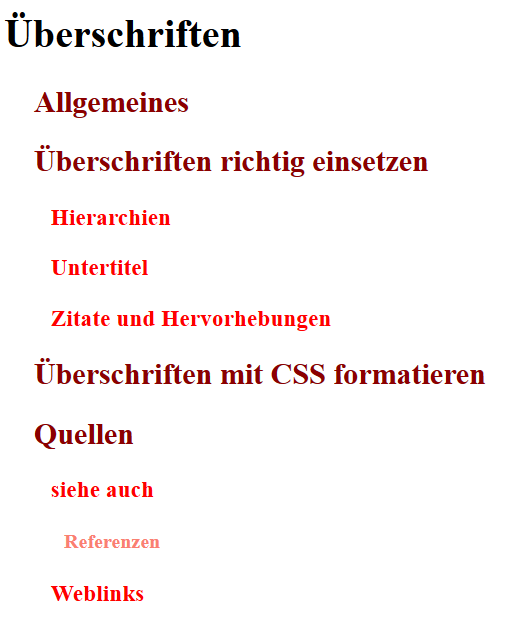 Überschriften
Allgemeines
Überschriften richtig einsetzen
Hierarchien
Untertitel
Zitate und Hervorhebungen
Überschriften mit CSS formatieren
Quellen
siehe auch
Referenzen
Weblinks